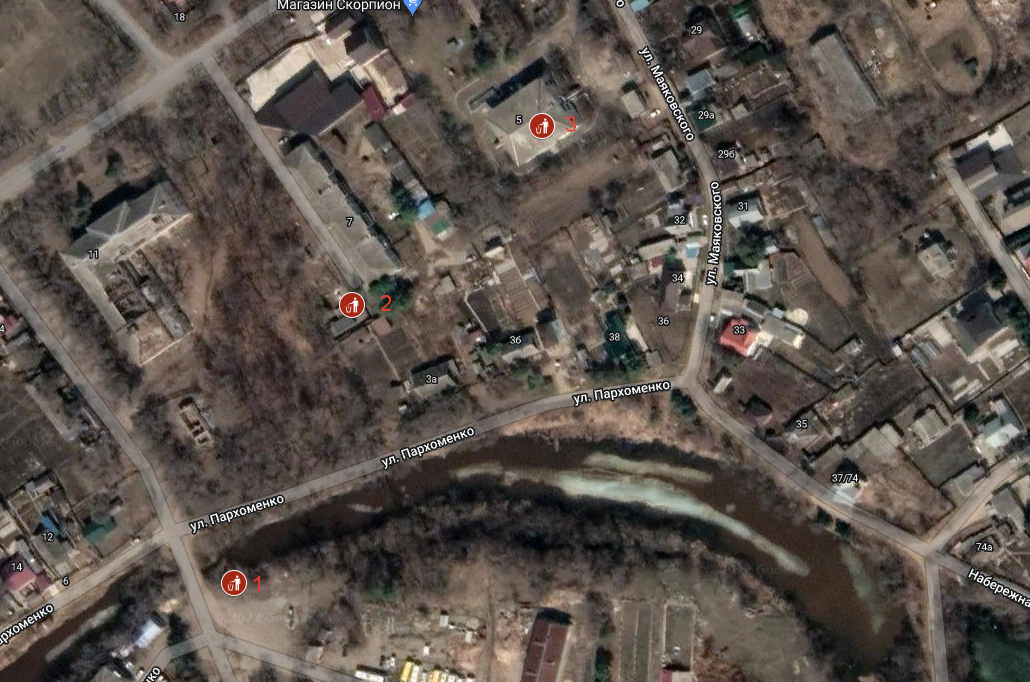 Магазин Скорпион
18
29
ул. Маяковского
5
3
29а
29б
7
32
31
ул. Маяковского
11
34
2
36
33
36
38
3а
ул. Пархоменко
ул. Пархоменко
35
37/74
ул. Пархоменко
12
14
6
1
74а
Набережна